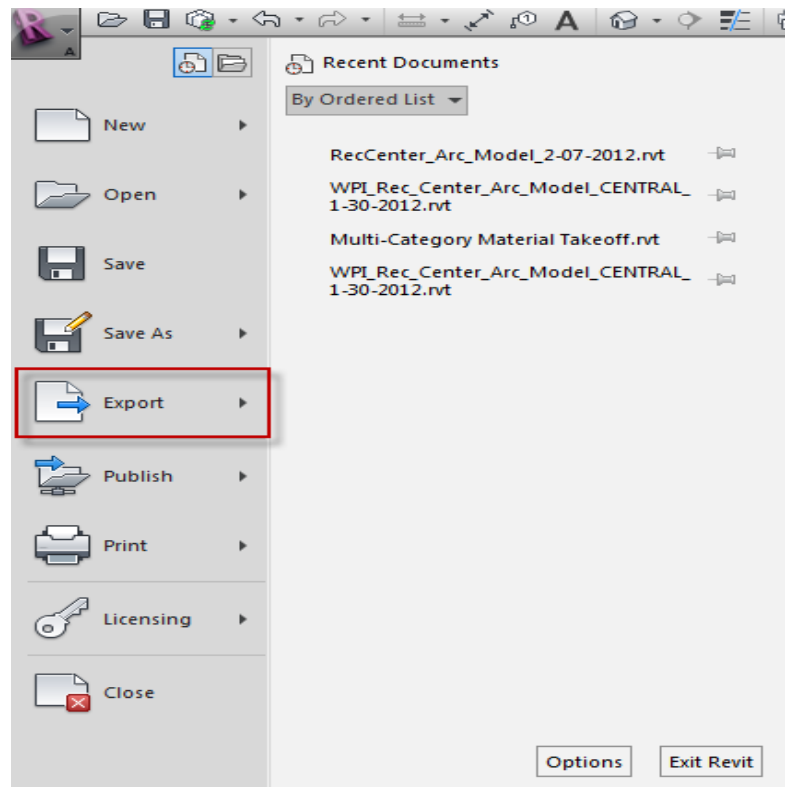 R
A
1
A
Recent Documents
By Ordered List
New
RecCenter_Arc_Model_2-07-2012.rvt
Open
WPI_Rec_Center_Arc_Model_CENTRAL_
1-30-2012.rvt
Multi-Category Material Takeoff.rvt
Save
WPI_Rec_Center_Arc_Model_CENTRAL_
1-30-2012.rvt
Save As
Export
Publish
Print
Licensing
Close
Options
Exit Revit